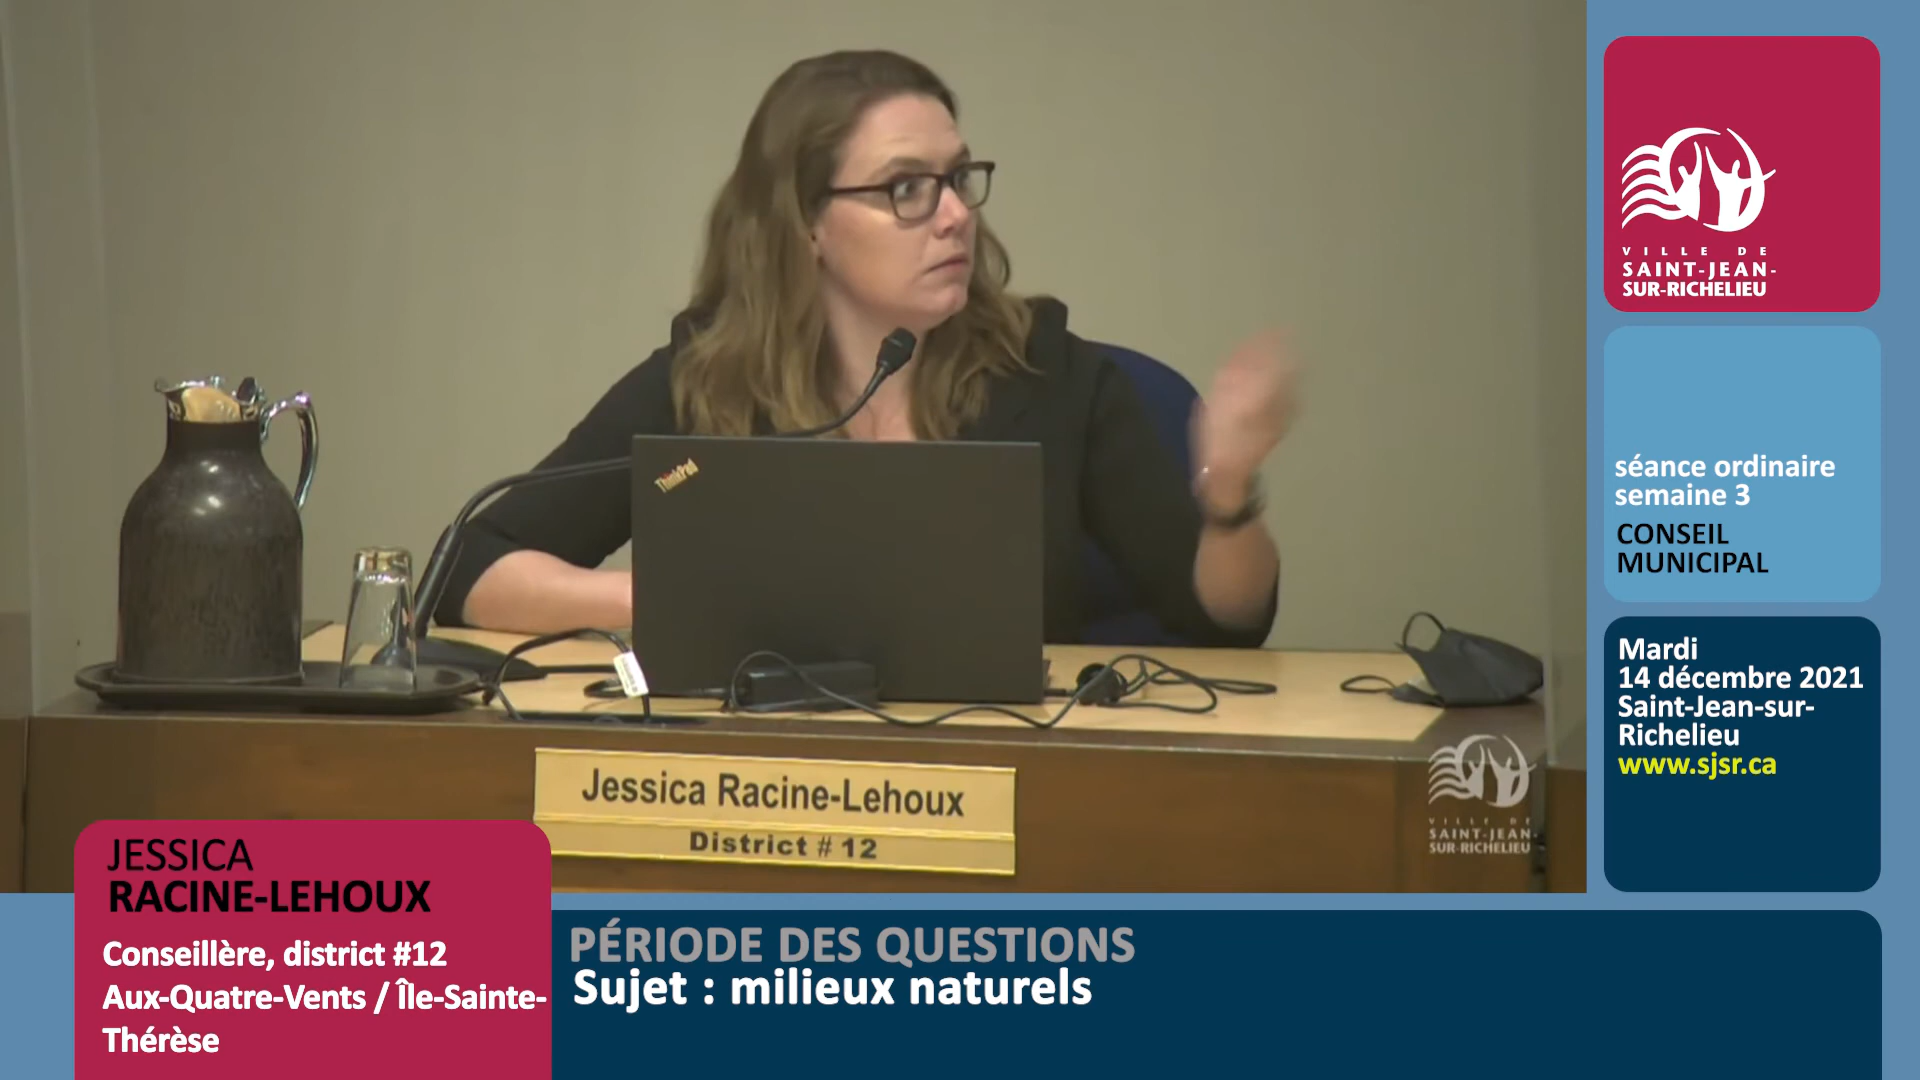 VILLE DE
SAINT-JEAN-
SUR-RICHELIEU
séance ordinaire
semaine 3
CONSEIL
MUNICIPAL
Mardi
14 décembre 2021
Saint-Jean-sur-
Richelieu
www.sjsr.ca
ThinkPad
Jessica Racine-Lehoux
District # 12
VILLE DE
SAINT-JEAN-
SUR-RICHELIEU
JESSICA
RACINE-LEHOUX
Conseillère, district #12
Aux-Quatre-Vents / Île-Sainte-
Thérèse
PÉRIODE DES QUESTIONS
Sujet : milieux naturels